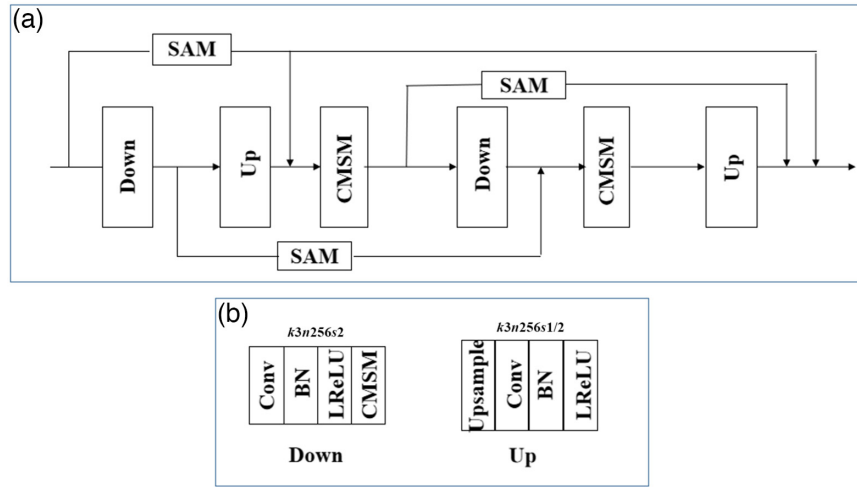 (a)
SAM
SAM
Down
Up
CMSM
Down
CMSM
Up
SAM
(b)
k3n256s2
k3n256s1/2
Conv
BN
LReLU
CMSM
Upsample
Conv
BN
LReLU
Down
Up